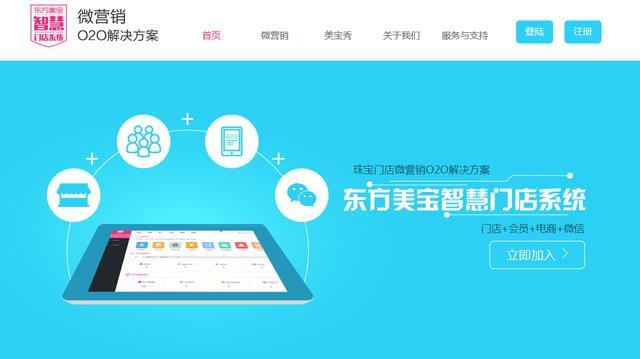 东方美宝
智慧
门店系统
微营销
O2O解决方案
首页
微营销
美宝秀
关于我们
服务与支持
登陆
注册
O2O
珠宝门店微营销O2O解决方案
东方美宝智慧门店系统
门店+会员+电商+微信
立即加入